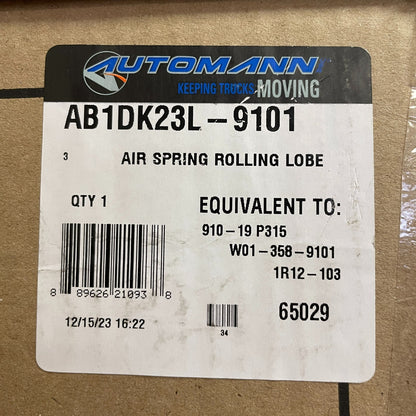 AUTOMANN
KEEPING TRUCKS MOVING
AB1DK23L-9101
3 AIR SPRING ROLLING LOBE
QTY 1
EQUIVALENT TO:
910-19 P315
W01-358-9101
1R12-103
8 89626 21093 8
65029
12/15/23 16:22
34